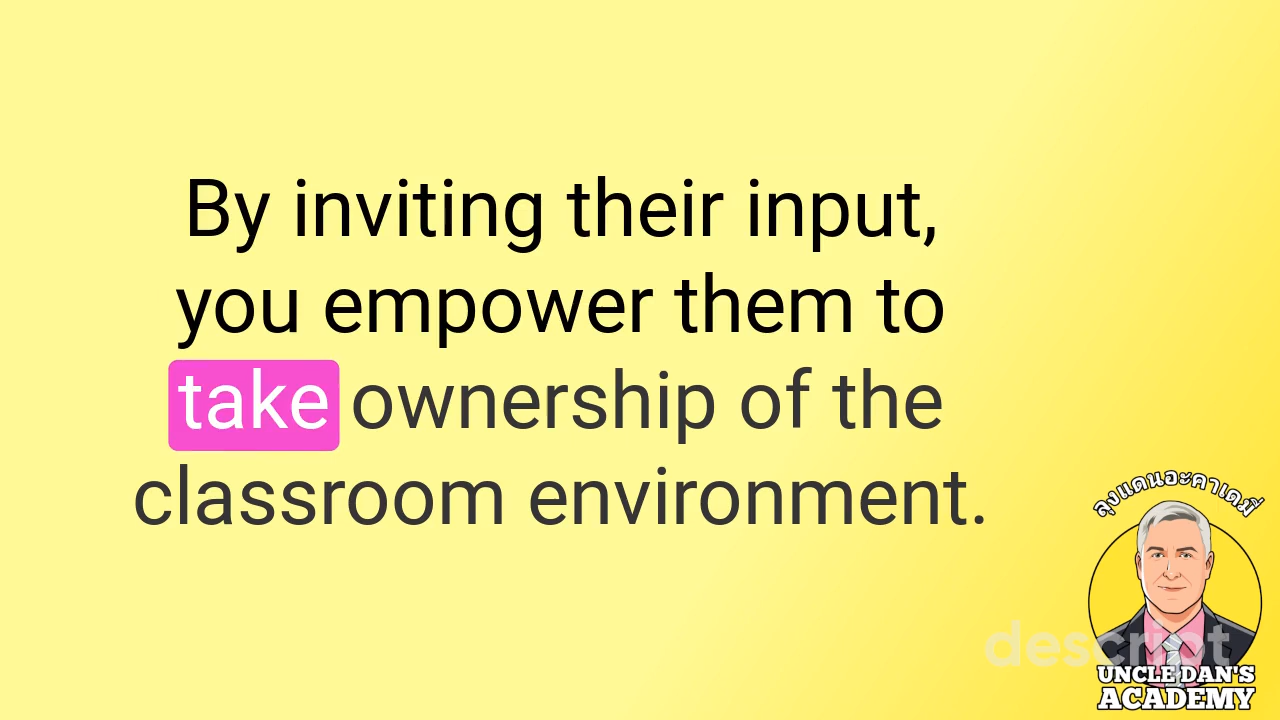 By inviting their input,
you empower them to
take ownership of the
classroom environment.
ลุงแดนอะคาเดมี่
descript
UNCLE DAN'S
ACADEMY